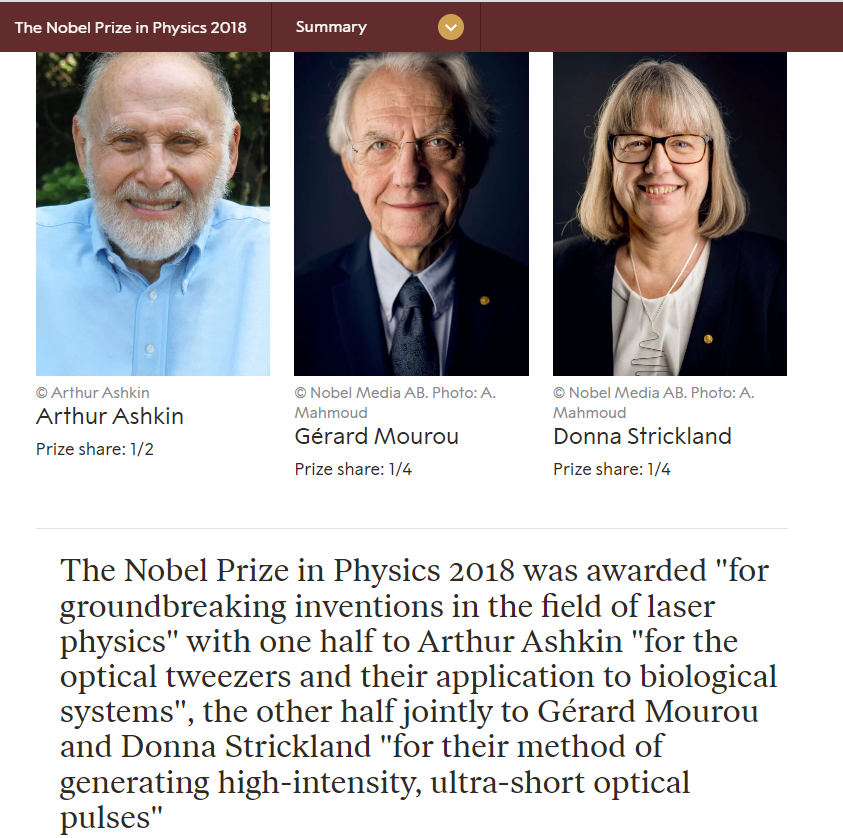 The Nobel Prize in Physics 2018
Summary
© Arthur Ashkin
Arthur Ashkin
Prize share: 1/2
© Nobel Media AB. Photo: A.
Mahmoud
Gérard Mourou
Prize share: 1/4
© Nobel Media AB. Photo: A.
Mahmoud
Donna Strickland
Prize share: 1/4
The Nobel Prize in Physics 2018 was awarded "for
groundbreaking inventions in the field of laser
physics" with one half to Arthur Ashkin "for the
optical tweezers and their application to biological
systems", the other half jointly to Gérard Mourou
and Donna Strickland "for their method of
generating high-intensity, ultra-short optical
pulses"